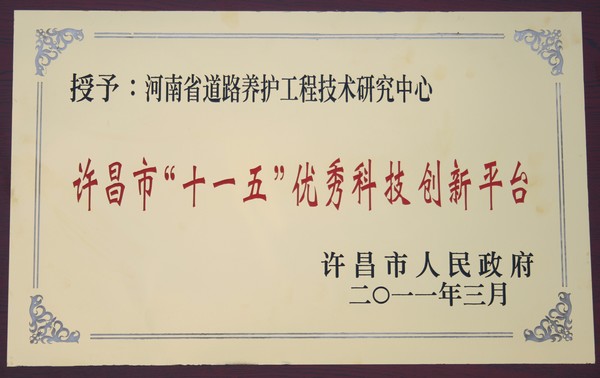 授予：河南省道路养护工程技术研究中心
许昌市“十一五”优秀科技创新平台
许昌市人民政府
二〇一一年三月